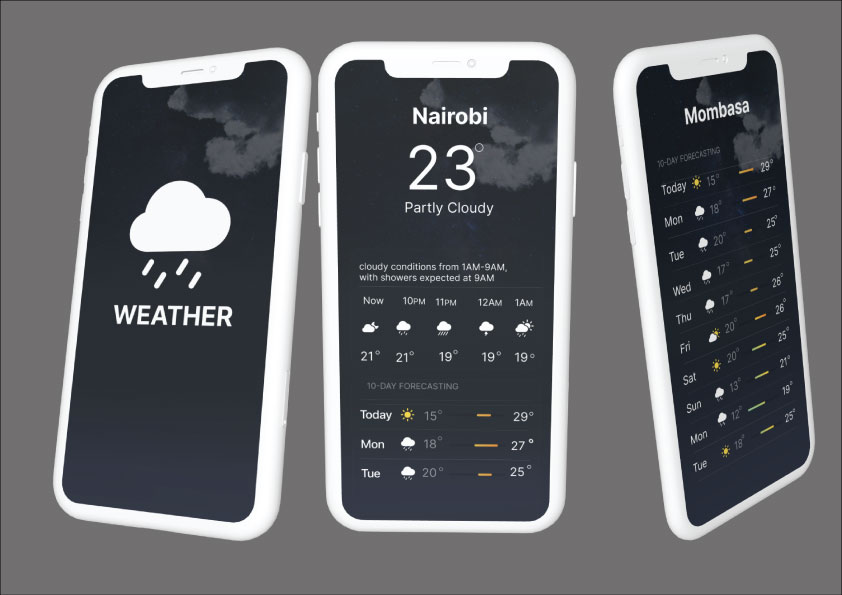 WEATHER
Nairobi
23°
Partly Cloudy
cloudy conditions from 1AM-9AM,
with showers expected at 9AM
Now 10PM 11PM 12AM 1AM
21° 21° 19° 19° 19°
10-DAY FORECASTING
Today 15° 29°
Mon 18° 27°
Tue 20° 25°
Mombasa
10-DAY FORECASTING
Today 15° 29°
Mon 18° 27°
Tue 20° 25°
Wed 17° 25°
Thu 17° 26°
Fri 20° 26°
Sat 20° 25°
Sun 13° 21°
Mon 12° 19°
Tue 18° 25°